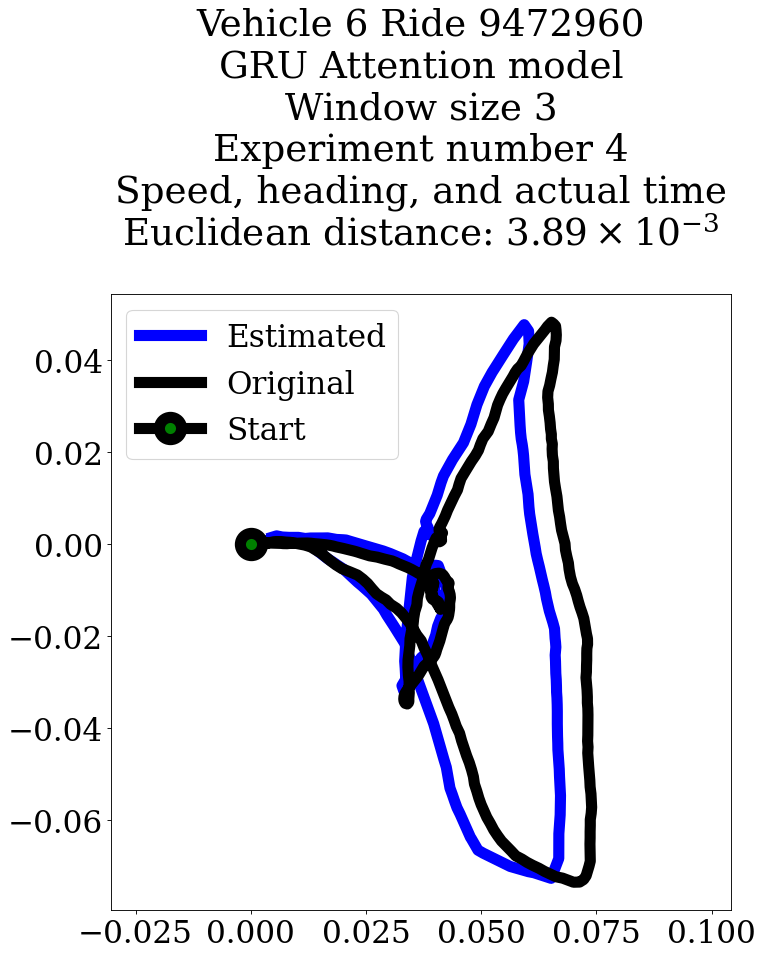 Vehicle 6 Ride 9472960
GRU Attention model
Window size 3
Experiment number 4
Speed, heading, and actual time
Euclidean distance: 3.89 × 10⁻³
Estimated
Original
Start
0.04
0.02
0.00
−0.02
−0.04
−0.06
−0.025 0.000 0.025 0.050 0.075 0.100